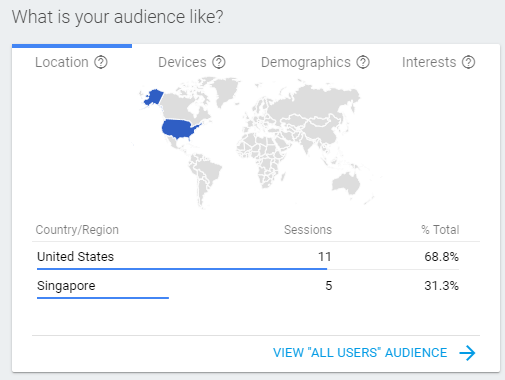 What is your audience like?
Location ? Devices ? Demographics ? Interests ?
Country/Region Sessions % Total
United States 11 68.8%
Singapore 5 31.3%
VIEW "ALL USERS" AUDIENCE